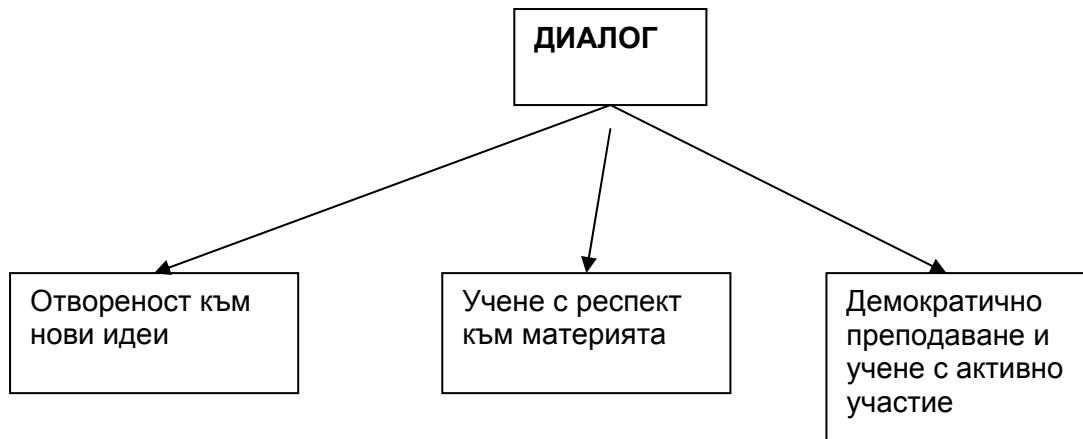 ДИАЛОГ
Отвореност към
нови идеи
Учене с респект
към материята
Демократично
преподаване и
учене с активно
участие